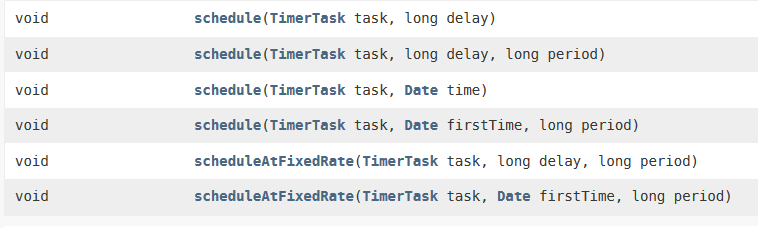 void schedule(TimerTask task, long delay)
void schedule(TimerTask task, long delay, long period)
void schedule(TimerTask task, Date time)
void schedule(TimerTask task, Date firstTime, long period)
void scheduleAtFixedRate(TimerTask task, long delay, long period)
void scheduleAtFixedRate(TimerTask task, Date firstTime, long period)